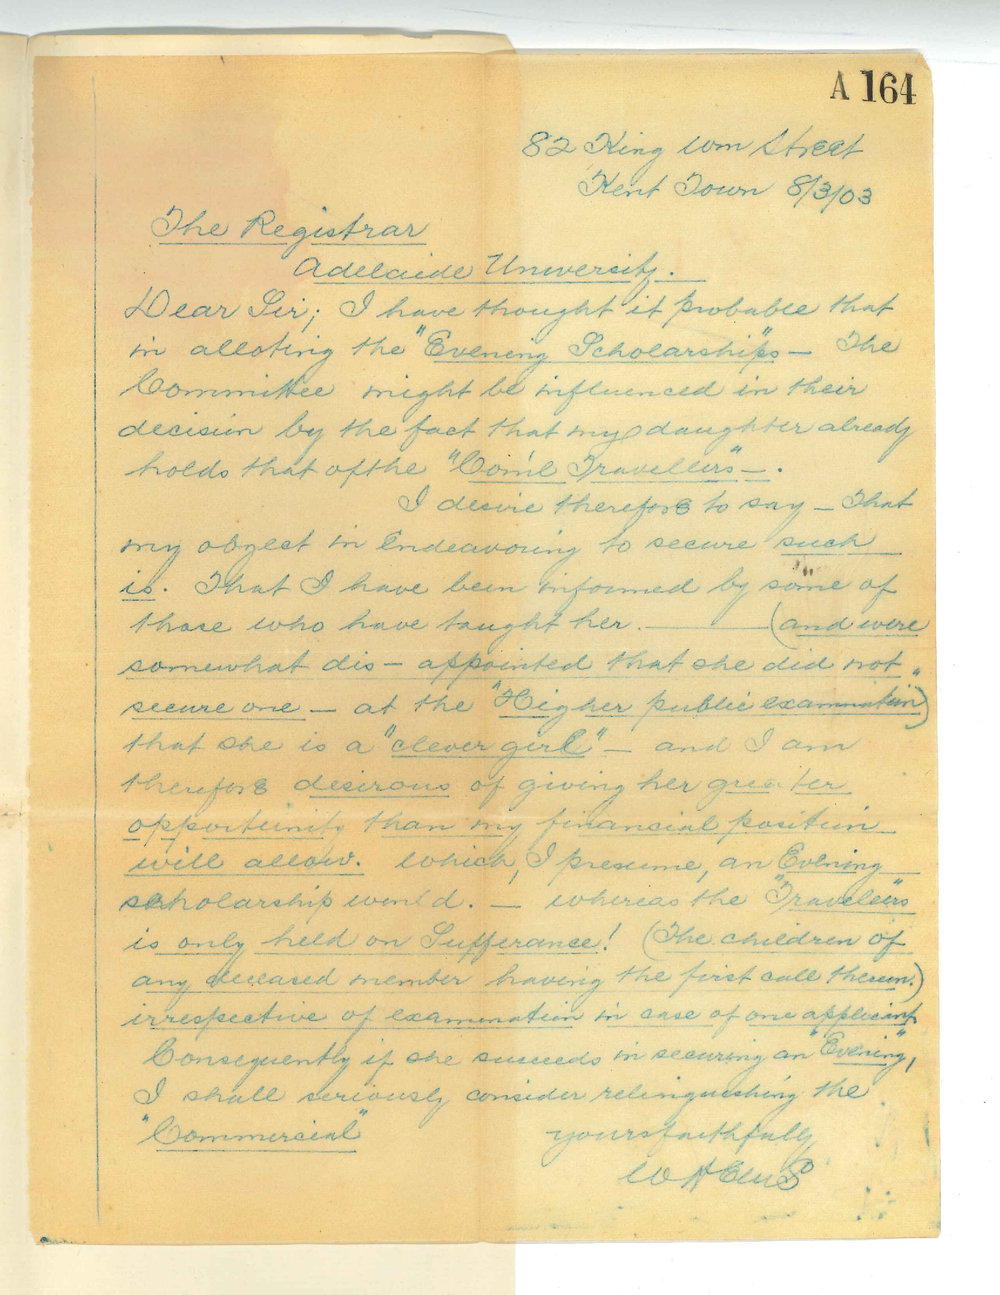 A 164
82 King Wm Street
Kent Town 8/3/03
The Registrar
Adelaide University.
Dear Sir; I have thought it probable that
in alloting the "Evening Scholarships" – The
Committee might be influenced in their
decision by the fact that my daughter already
holds that of the "Com'l Travellers" –.
I desire therefore to say – That
my object in Endeavoring to secure such
is. That I have been informed by some of
those who have taught her. – (and were
somewhat dis – appointed that she did not
secure one – at the "Higher public examination")
that she is a "clever girl" – and I am
therefore desirous of giving her greater
opportunity than my financial position
will allow. Which, I presume, an Evening
scholarship would. – whereas the "Traveler's"
is only held on Sufferance! (The children of
any deceased member having the first call thereon.)
irrespective of examination in case of one applicant
Consequently if she succeeds in securing an "Evening",
I shall seriously consider relinquishing the
"Commercial"
yours faithfully
W H Ellis